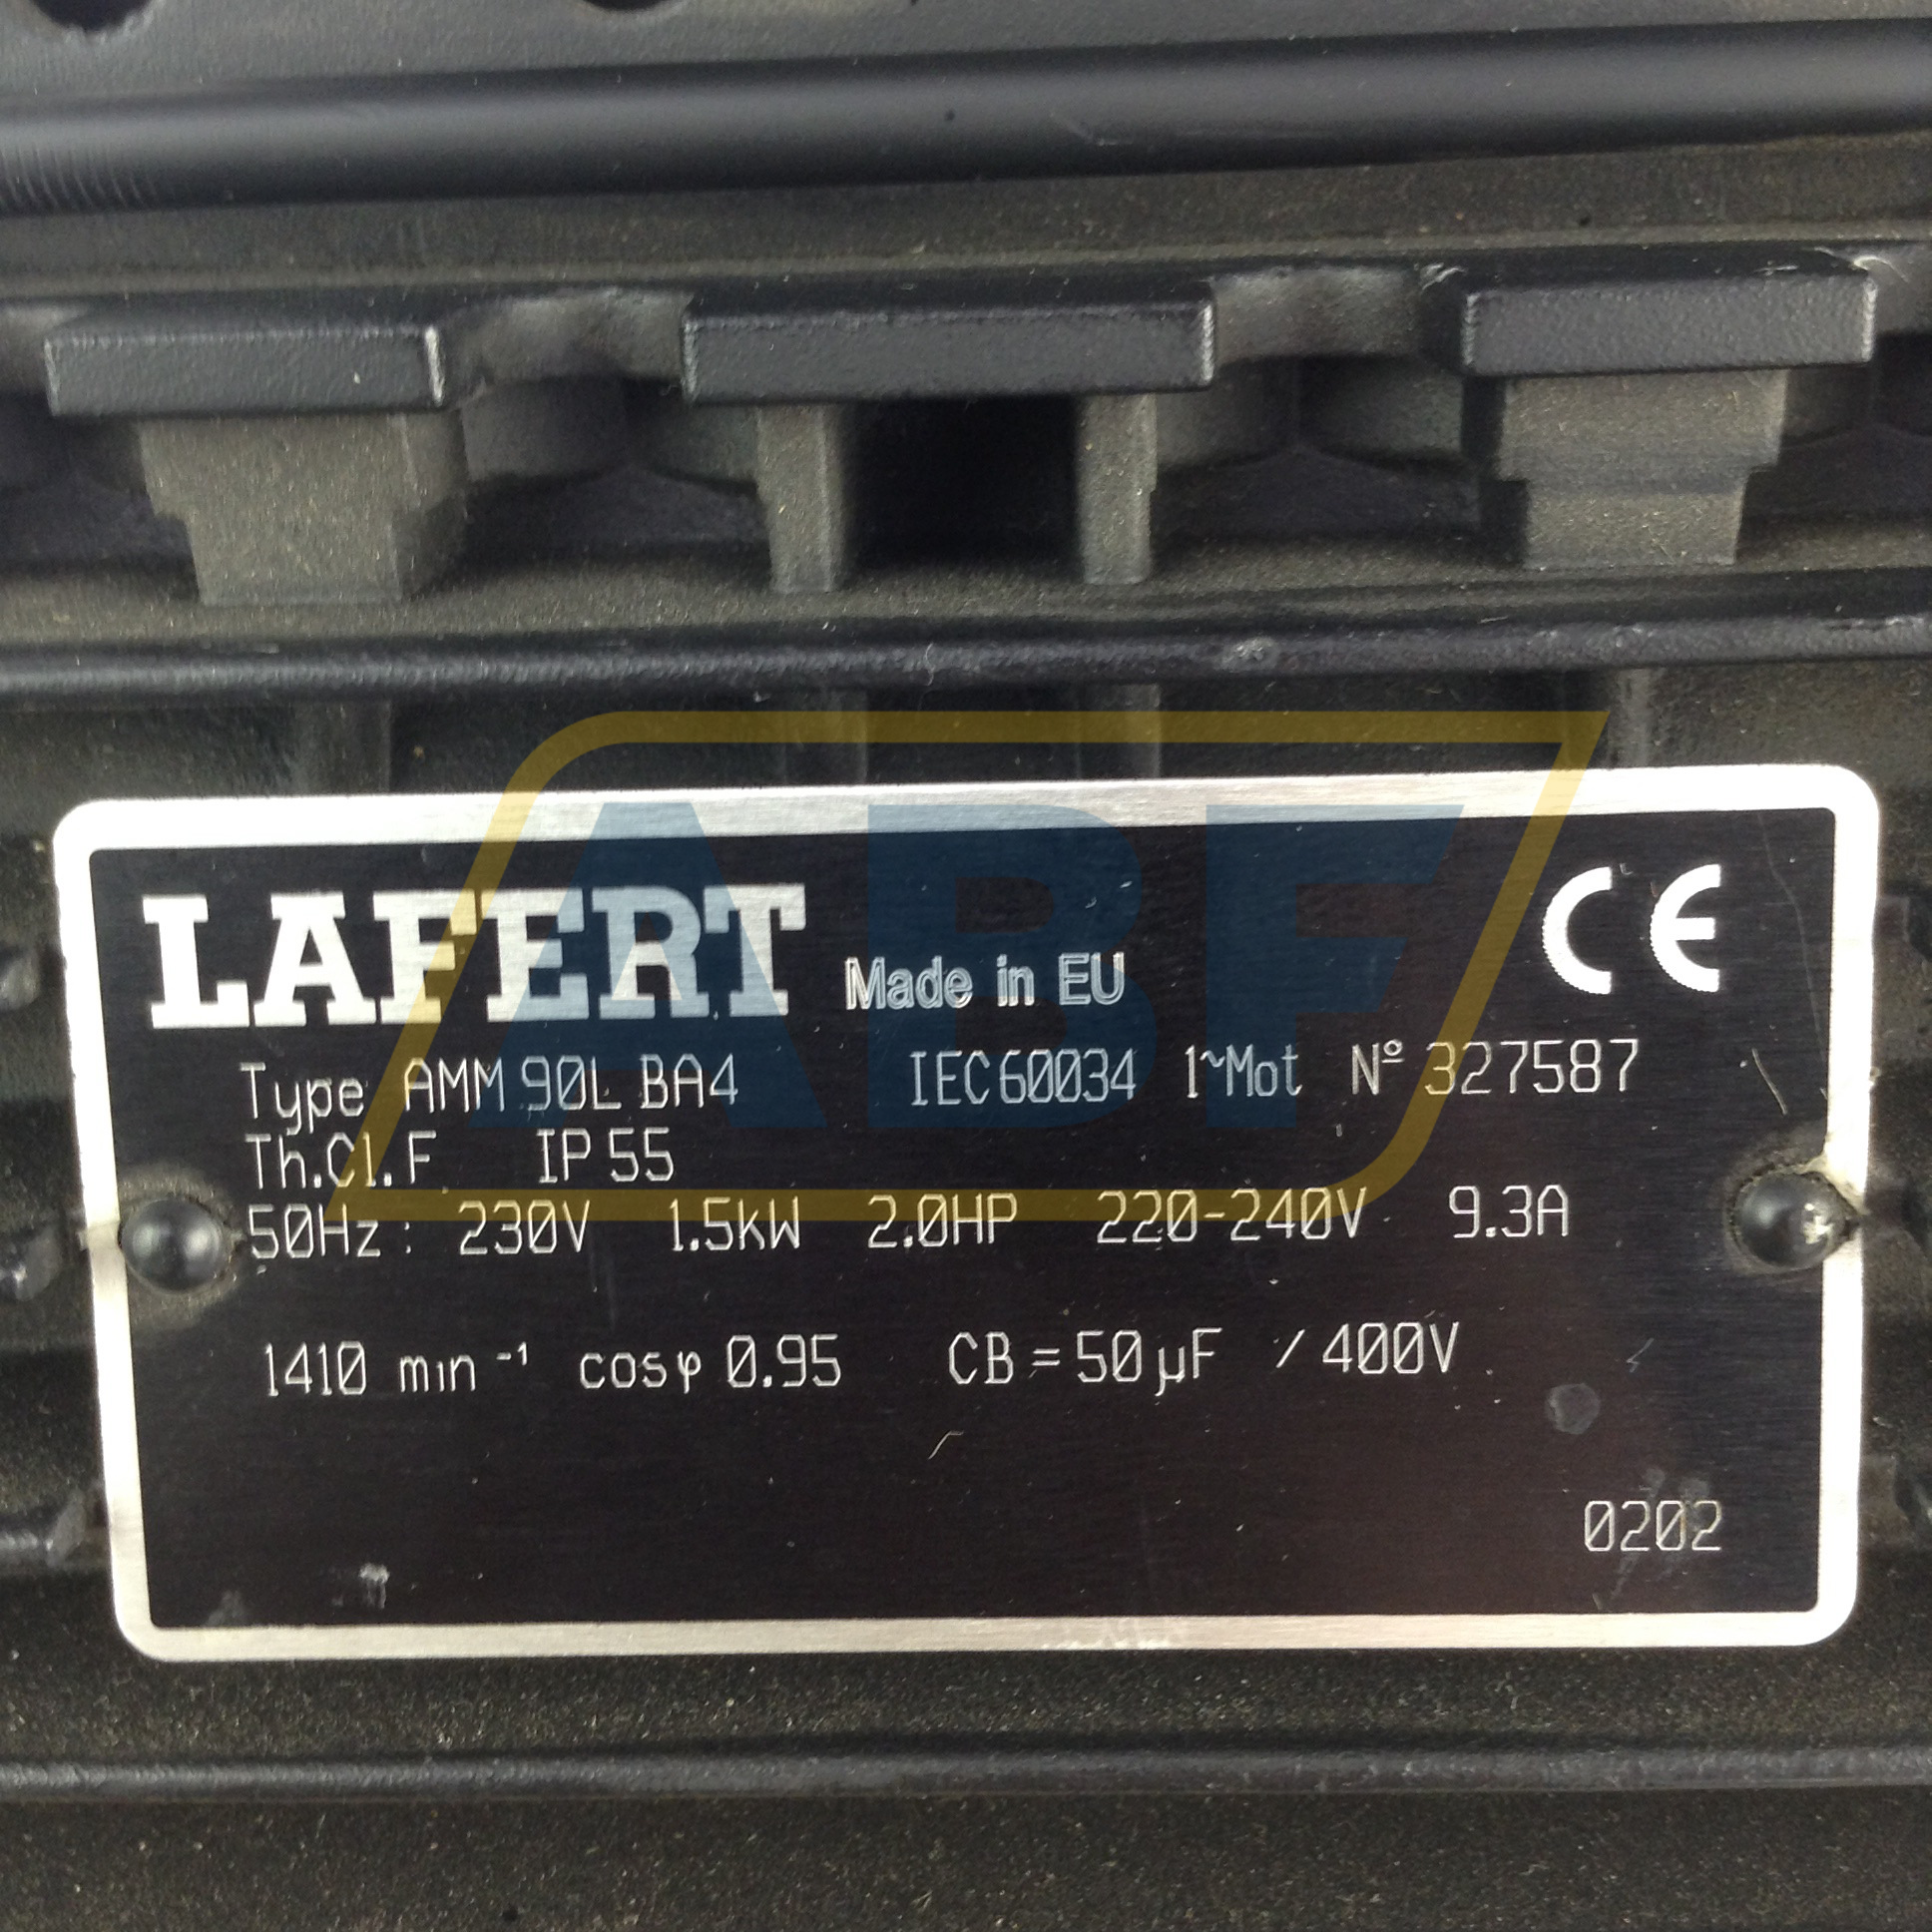 LAFERT Made in EU CE
Type AMM 90L BA4 IEC 60034 1~Mot Nº 327587
Th.Cl. F IP 55
50Hz: 230V 1.5kW 2.0HP 220-240V 9.3A
1410 min⁻¹ cosφ 0.95 CB = 50 µF / 400V
0202
ABF